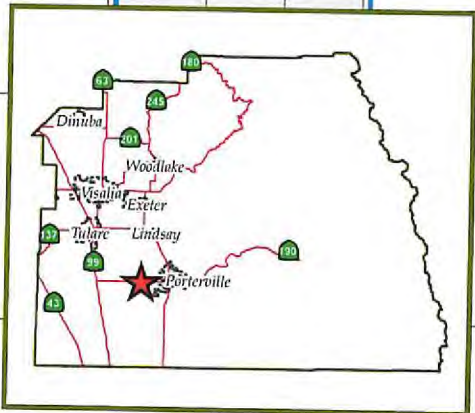 180
63
245
Dinuba
201
Woodlake
Visalia
Exeter
137
Tulare
Lindsay
99
190
Porterville
43